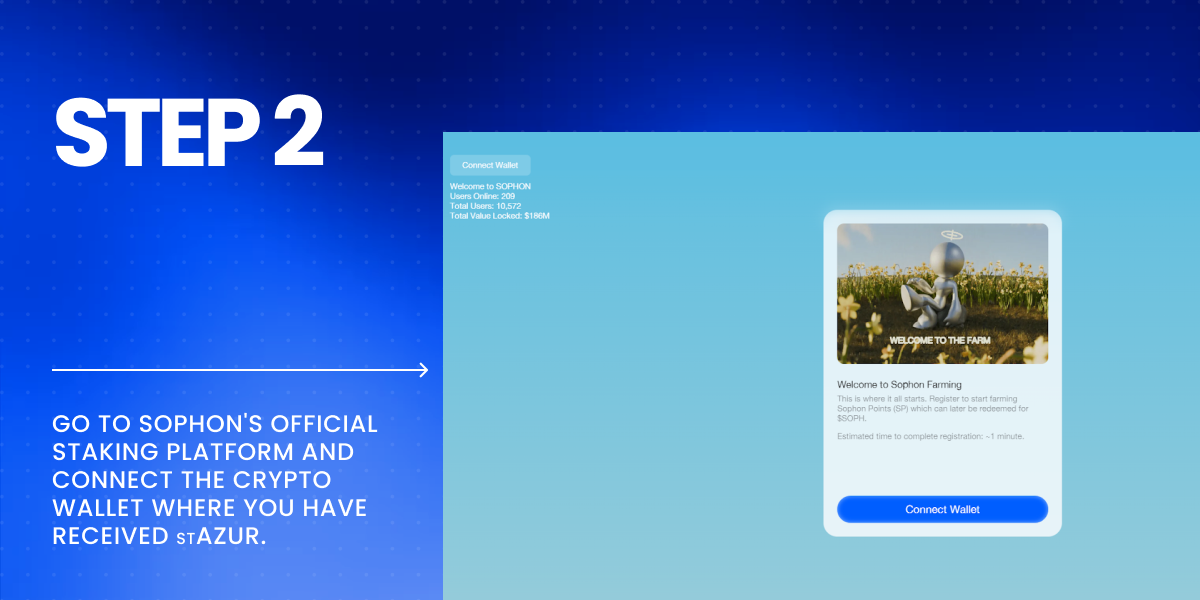 STEP 2
GO TO SOPHON'S OFFICIAL
STAKING PLATFORM AND
CONNECT THE CRYPTO
WALLET WHERE YOU HAVE
RECEIVED STAZUR.
Connect Wallet
Welcome to SOPHON
Users Online: 209
Total Users: 10,572
Total Value Locked: $186M
WELCOME TO THE FARM
Welcome to Sophon Farming
This is where it all starts. Register to start farming
Sophon Points (SP) which can later be redeemed for
$SOPH.
Estimated time to complete registration: ~1 minute.
Connect Wallet